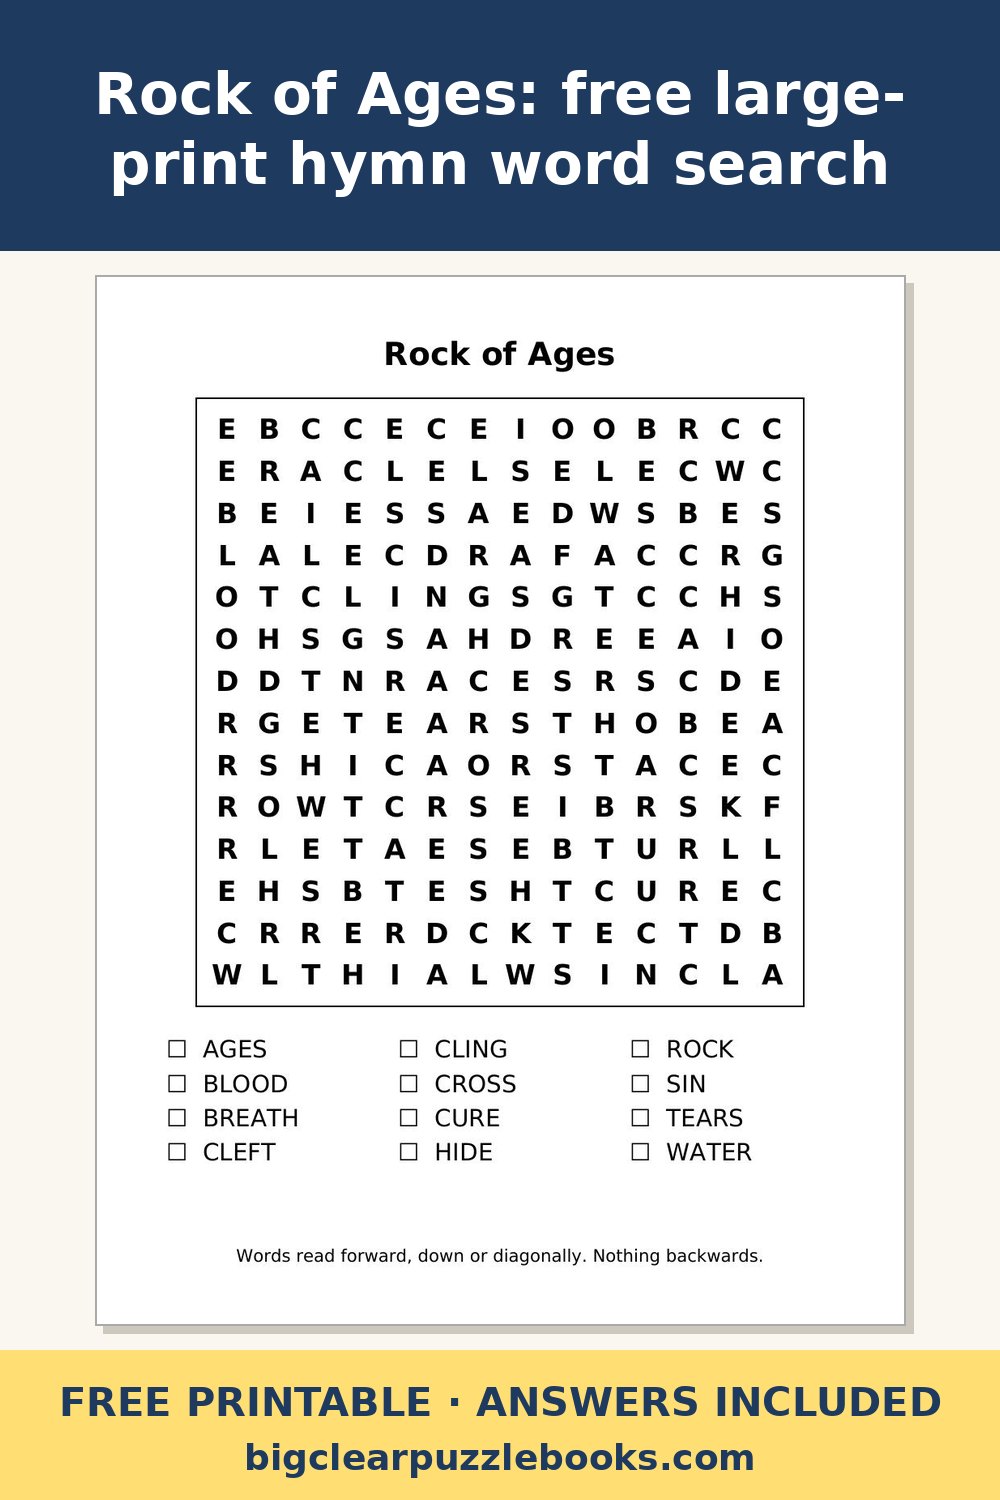 Rock of Ages: free large-
print hymn word search
Rock of Ages
E B C C E C E I O O B R C C
E R A C L E L S E L E C W C
B E I E S S A E D W S B E S
L A L E C D R A F A C C R G
O T C L I N G S G T C C H S
O H S G S A H D R E E A I O
D D T N R A C E S R S C D E
R G E T E A R S T H O B E A
R S H I C A O R S T A C E C
R O W T C R S E I B R S K F
R L E T A E S E B T U R L L
E H S B T E S H T C U R E C
C R R E R D C K T E C T D B
W L T H I A L W S I N C L A
☐ AGES ☐ CLING ☐ ROCK
☐ BLOOD ☐ CROSS ☐ SIN
☐ BREATH ☐ CURE ☐ TEARS
☐ CLEFT ☐ HIDE ☐ WATER
Words read forward, down or diagonally. Nothing backwards.
FREE PRINTABLE · ANSWERS INCLUDED
bigclearpuzzlebooks.com